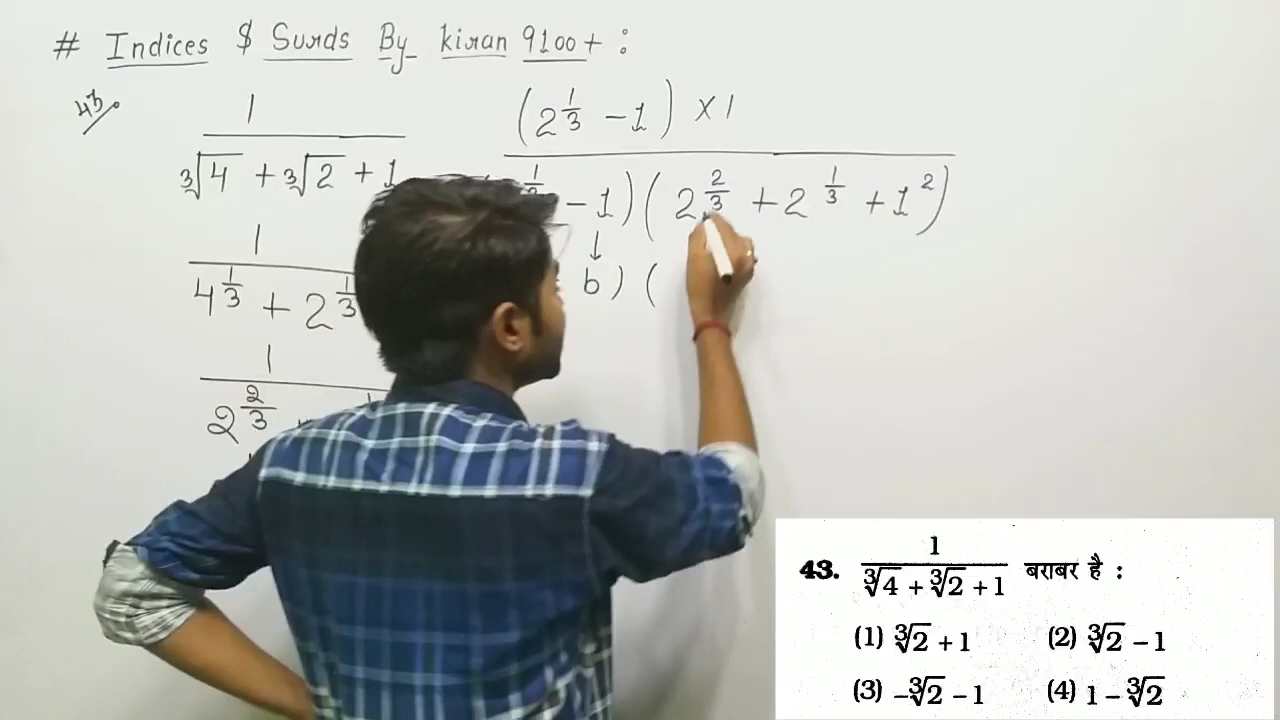 # Indices $ Surds By kiran 9100+ :
43.
1
∛4 + ∛2 + 1
1
4^(1/3) + 2^(1/3)
1
2^(2/3)
(2^(1/3) - 1) × 1
- 1) (2^(2/3) + 2^(1/3) + 1²)
↓
b) (
43. 1/(∛4 + ∛2 + 1) बराबर है :
(1) ∛2 + 1 (2) ∛2 - 1
(3) -∛2 - 1 (4) 1 - ∛2